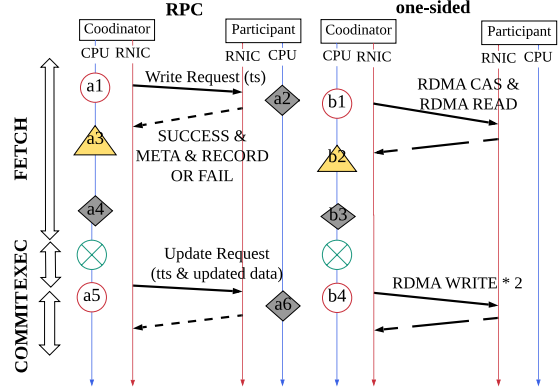 RPC
one-sided
Coodinator
Participant
Coodinator
Participant
CPU RNIC
RNIC CPU
CPU RNIC
RNIC CPU
a1
Write Request (ts)
a2
b1
RDMA CAS &
RDMA READ
a3
SUCCESS &
META & RECORD
OR FAIL
b2
a4
b3
FETCH
EXEC
COMMIT
Update Request
(tts & updated data)
a5
a6
b4
RDMA WRITE * 2